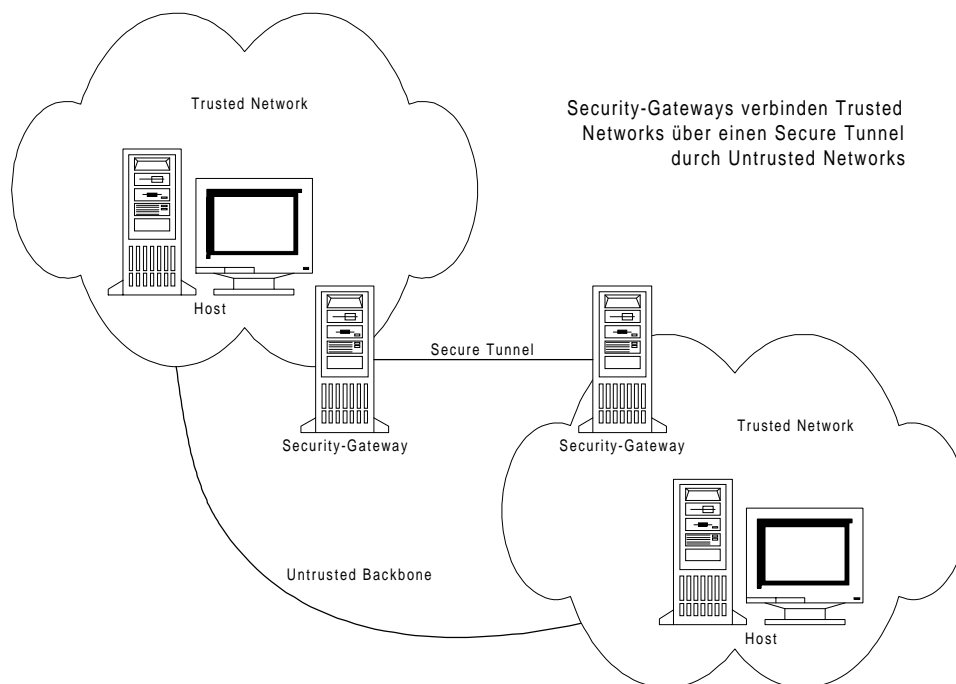 Trusted Network
Security-Gateways verbinden Trusted
Networks über einen Secure Tunnel
durch Untrusted Networks
Host
Secure Tunnel
Security-Gateway
Security-Gateway
Trusted Network
Untrusted Backbone
Host